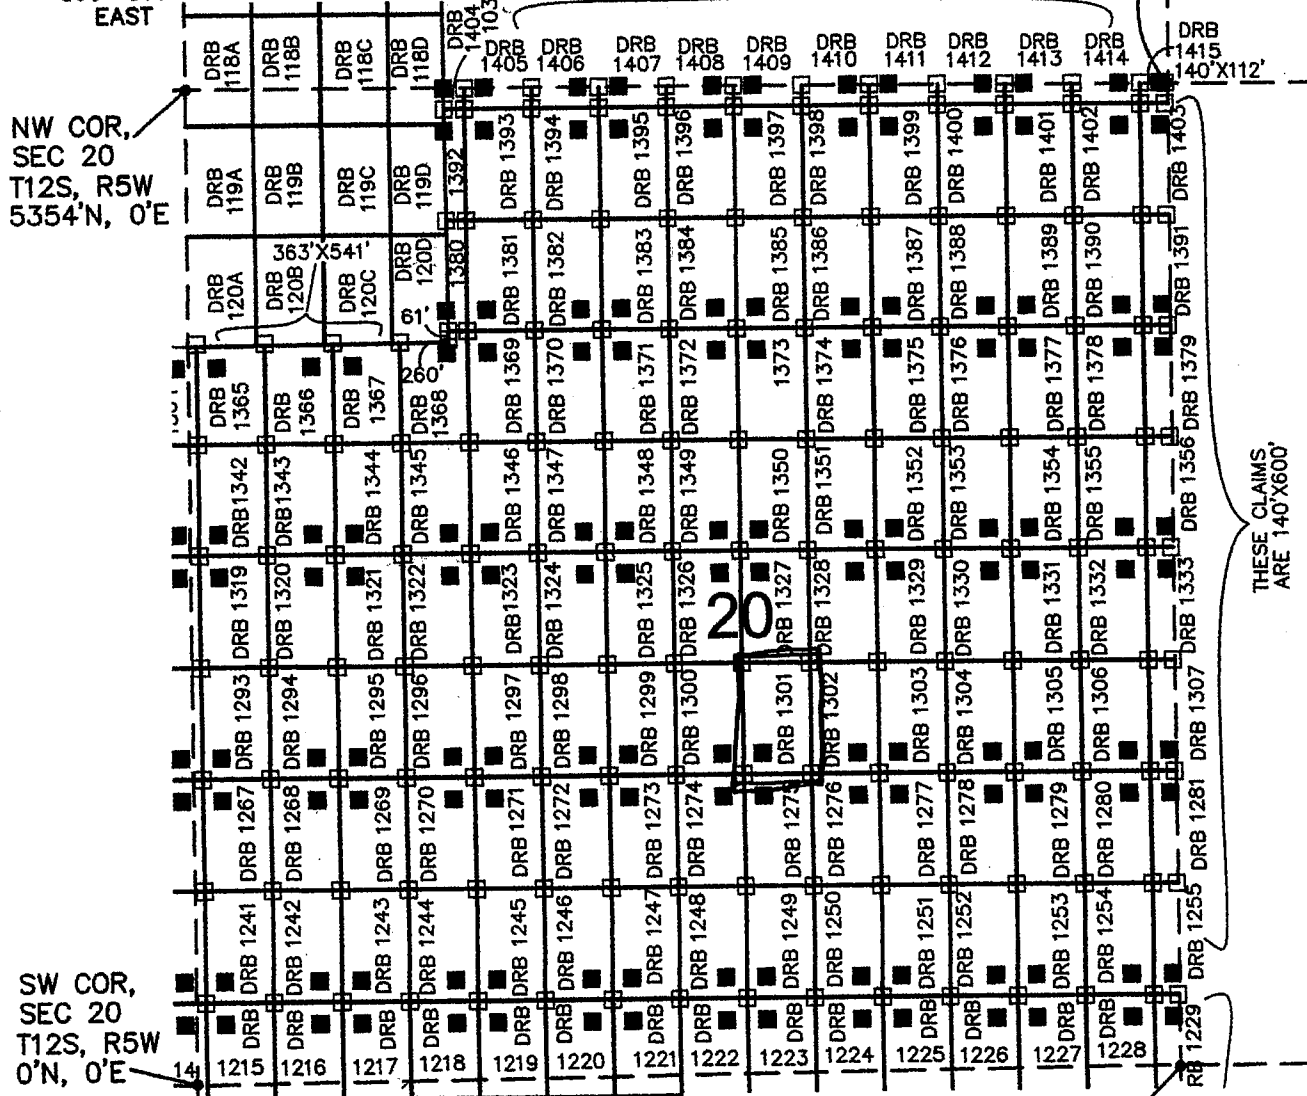 EAST
DRB 1404
103
DRB 1405
DRB 1406
DRB 1407
DRB 1408
DRB 1409
DRB 1410
DRB 1411
DRB 1412
DRB 1413
DRB 1414
DRB 1415
140'X112'
DRB 118A
DRB 118B
DRB 118C
DRB 118D
NW COR,
SEC 20
T12S, R5W
5354'N, 0'E
DRB 119A
DRB 119B
DRB 119C
DRB 119D
1392
DRB 1393
DRB 1394
DRB 1395
DRB 1396
DRB 1397
DRB 1398
DRB 1399
DRB 1400
DRB 1401
DRB 1402
DRB 1403
363'X541'
DRB 120A
DRB 120B
DRB 120C
DRB 120D
1380
DRB 1381
DRB 1382
DRB 1383
DRB 1384
DRB 1385
DRB 1386
DRB 1387
DRB 1388
DRB 1389
DRB 1390
DRB 1391
61'
260'
DRB 1365
DRB 1366
DRB 1367
DRB 1368
DRB 1369
DRB 1370
DRB 1371
DRB 1372
1373
DRB 1374
DRB 1375
DRB 1376
DRB 1377
DRB 1378
DRB 1379
DRB 1342
DRB 1343
DRB 1344
DRB 1345
DRB 1346
DRB 1347
DRB 1348
DRB 1349
DRB 1350
DRB 1351
DRB 1352
DRB 1353
DRB 1354
DRB 1355
DRB 1356
THESE CLAIMS
ARE 140'X600'
DRB 1319
DRB 1320
DRB 1321
DRB 1322
DRB 1323
DRB 1324
DRB 1325
DRB 1326
DRB 1327
DRB 1328
DRB 1329
DRB 1330
DRB 1331
DRB 1332
DRB 1333
20
DRB 1293
DRB 1294
DRB 1295
DRB 1296
DRB 1297
DRB 1298
DRB 1299
DRB 1300
DRB 1301
DRB 1302
DRB 1303
DRB 1304
DRB 1305
DRB 1306
DRB 1307
DRB 1267
DRB 1268
DRB 1269
DRB 1270
DRB 1271
DRB 1272
DRB 1273
DRB 1274
DRB 1275
DRB 1276
DRB 1277
DRB 1278
DRB 1279
DRB 1280
DRB 1281
DRB 1241
DRB 1242
DRB 1243
DRB 1244
DRB 1245
DRB 1246
DRB 1247
DRB 1248
DRB 1249
DRB 1250
DRB 1251
DRB 1252
DRB 1253
DRB 1254
DRB 1255
SW COR,
SEC 20
T12S, R5W
0'N, 0'E
14
DRB 1215
DRB 1216
DRB 1217
DRB 1218
DRB 1219
DRB 1220
DRB 1221
DRB 1222
DRB 1223
DRB 1224
DRB 1225
DRB 1226
DRB 1227
DRB 1228
RB 1229